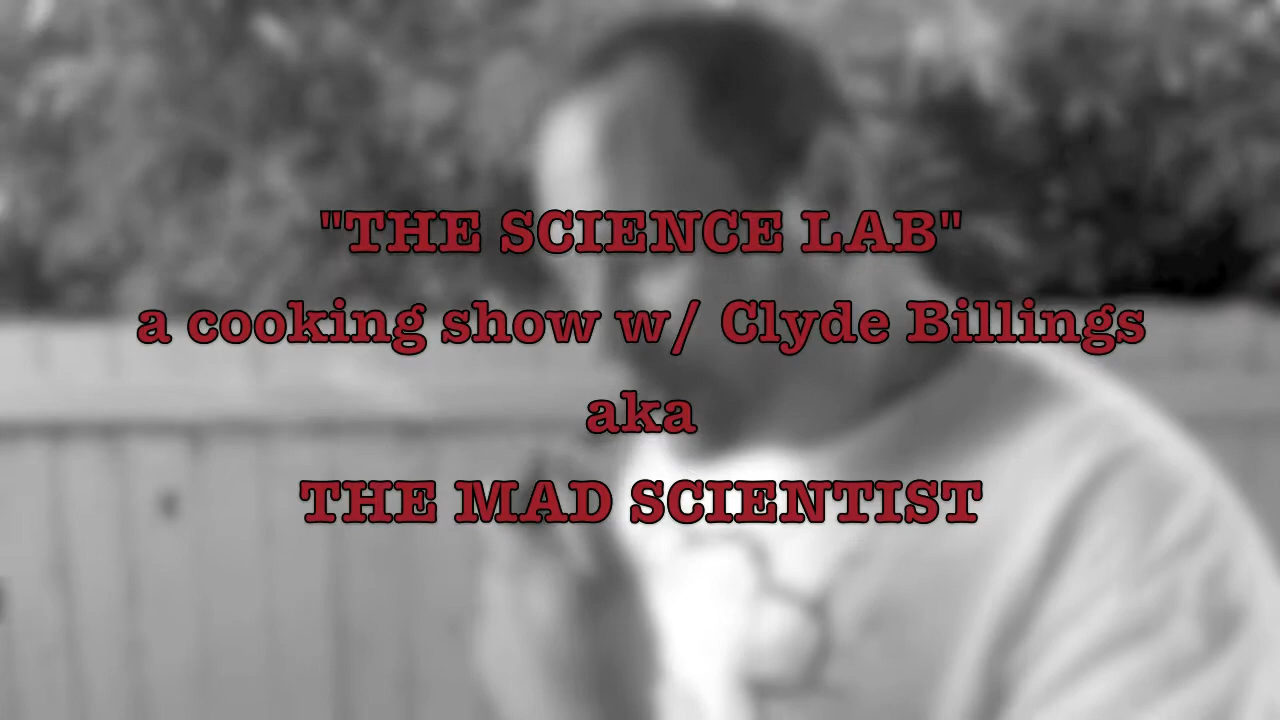 "THE SCIENCE LAB"
a cooking show w/ Clyde Billings
aka
THE MAD SCIENTIST